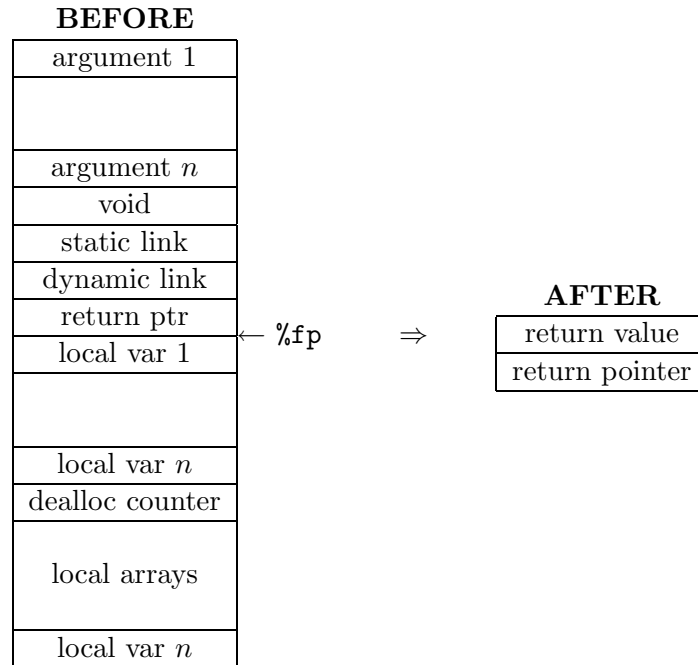 BEFORE
argument 1
argument n
void
static link
dynamic link
return ptr
← %fp ⇒
local var 1
local var n
dealloc counter
local arrays
local var n
AFTER
return value
return pointer